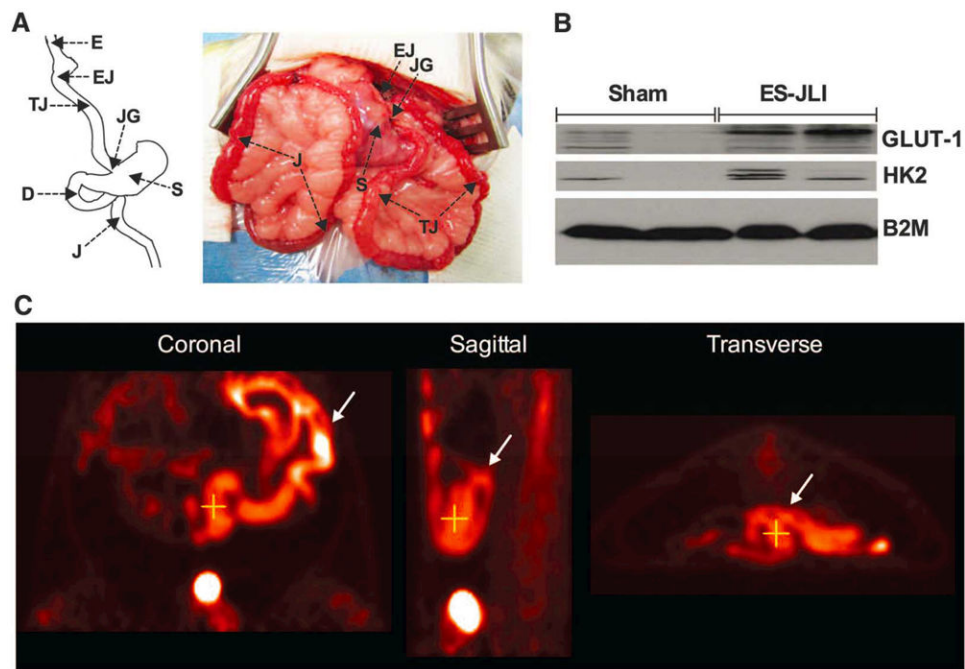 A
E
EJ
TJ
JG
D
S
J
EJ
JG
J
S
TJ
B
Sham ES-JLI
GLUT-1
HK2
B2M
C
Coronal Sagittal Transverse